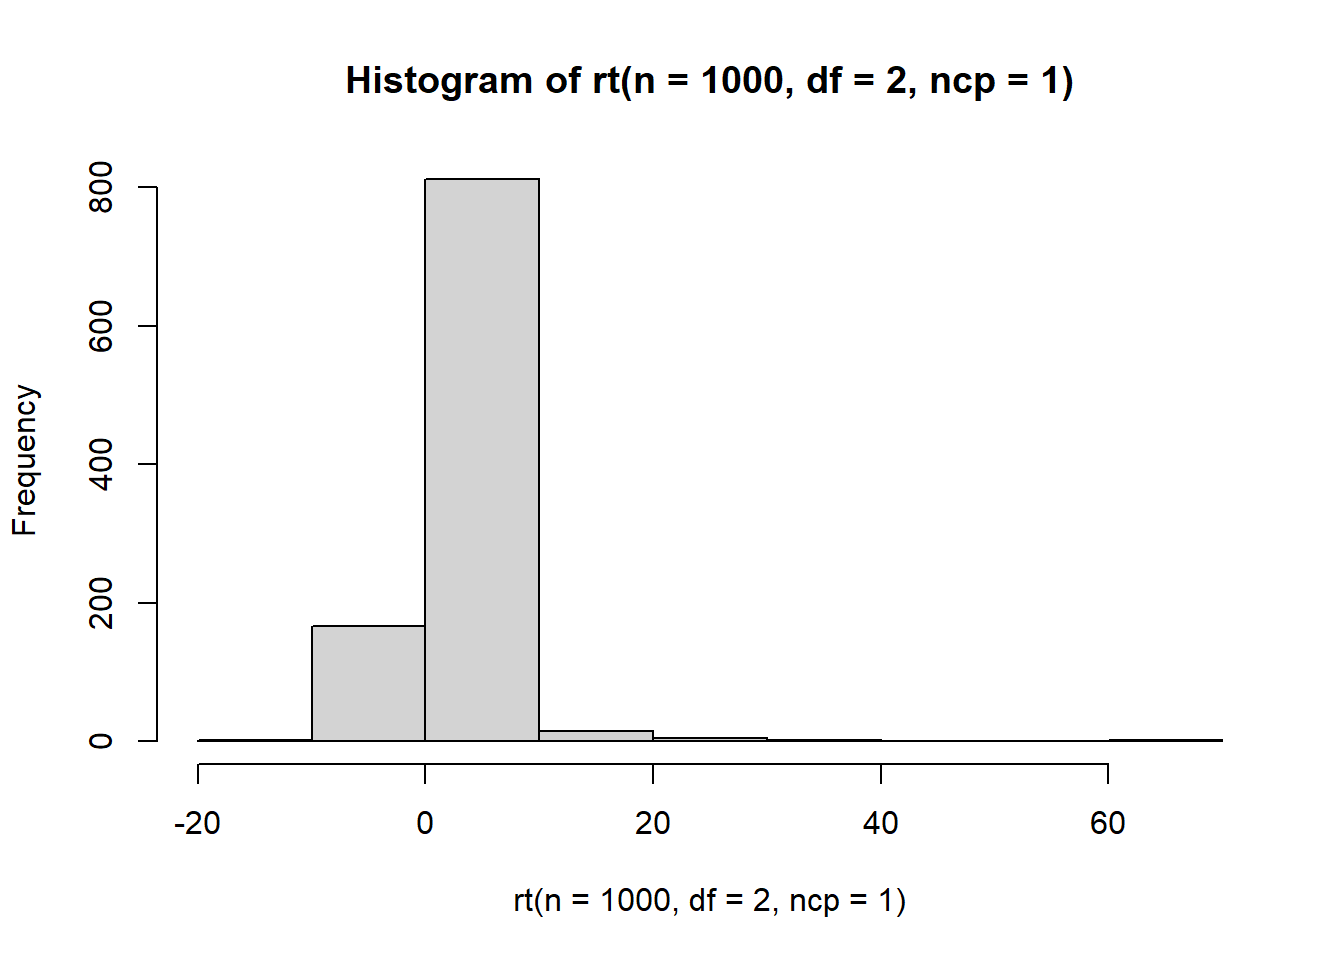 Histogram of rt(n = 1000, df = 2, ncp = 1)
Frequency
800
600
400
200
0
-20 0 20 40 60
rt(n = 1000, df = 2, ncp = 1)